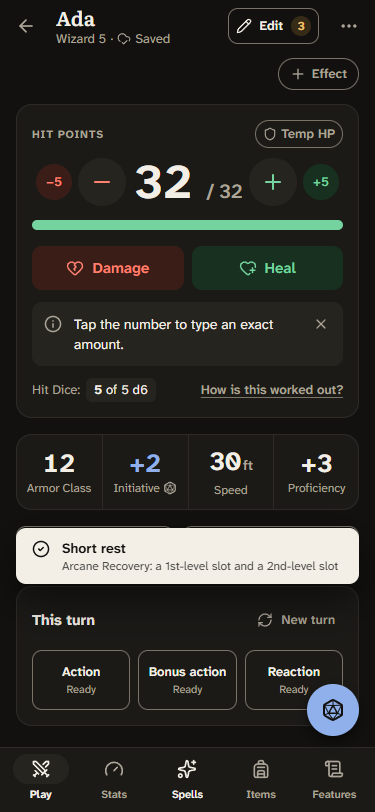 Ada
Wizard 5 · Saved
Edit 3
Effect
HIT POINTS
Temp HP
−5
32 / 32
+5
Damage
Heal
Tap the number to type an exact
amount.
Hit Dice: 5 of 5 d6
How is this worked out?
12
Armor Class
+2
Initiative
30 ft
Speed
+3
Proficiency
Short rest
Arcane Recovery: a 1st-level slot and a 2nd-level slot
This turn
New turn
Action
Ready
Bonus action
Ready
Reaction
Ready
Play
Stats
Spells
Items
Features